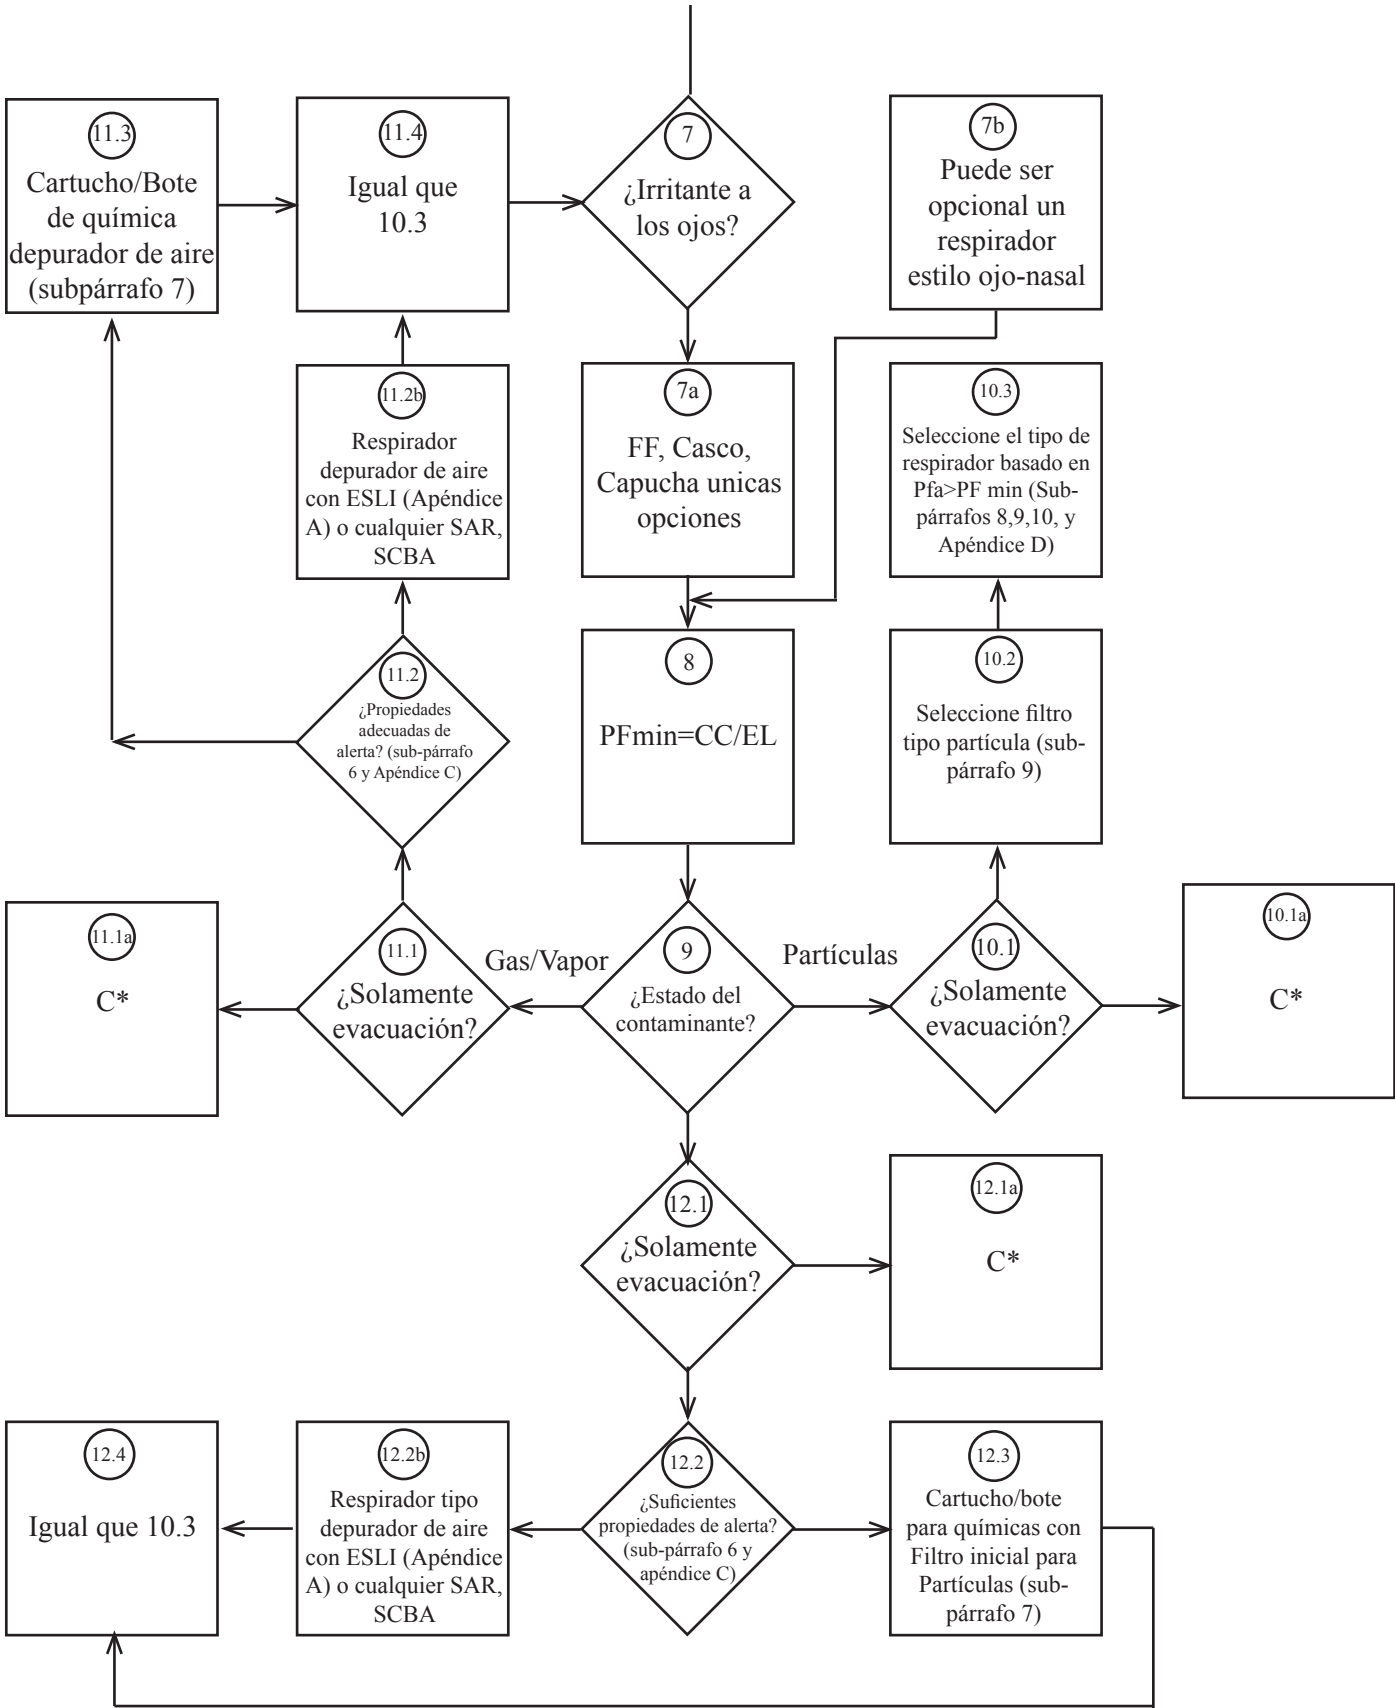 11.3
Cartucho/Bote
de química
depurador de aire
(subpárrafo 7)
11.4
Igual que
10.3
7
¿Irritante a
los ojos?
7b
Puede ser
opcional un
respirador
estilo ojo-nasal
11.2b
Respirador
depurador de aire
con ESLI (Apéndice
A) o cualquier SAR,
SCBA
7a
FF, Casco,
Capucha unicas
opciones
10.3
Seleccione el tipo de
respirador basado en
Pfa>PF min (Sub-
párrafos 8,9,10, y
Apéndice D)
11.2
¿Propiedades
adecuadas de
alerta? (sub-párrafo
6 y Apéndice C)
8
PFmin=CC/EL
10.2
Seleccione filtro
tipo partícula (sub-
párrafo 9)
11.1a
C*
11.1
¿Solamente
evacuación?
Gas/Vapor
9
¿Estado del
contaminante?
Partículas
10.1
¿Solamente
evacuación?
10.1a
C*
12.1
¿Solamente
evacuación?
12.1a
C*
12.4
Igual que 10.3
12.2b
Respirador tipo
depurador de aire
con ESLI (Apéndice
A) o cualquier SAR,
SCBA
12.2
¿Suficientes
propiedades de alerta?
(sub-párrafo 6 y
apéndice C)
12.3
Cartucho/bote
para químicas con
Filtro inicial para
Partículas (sub-
párrafo 7)